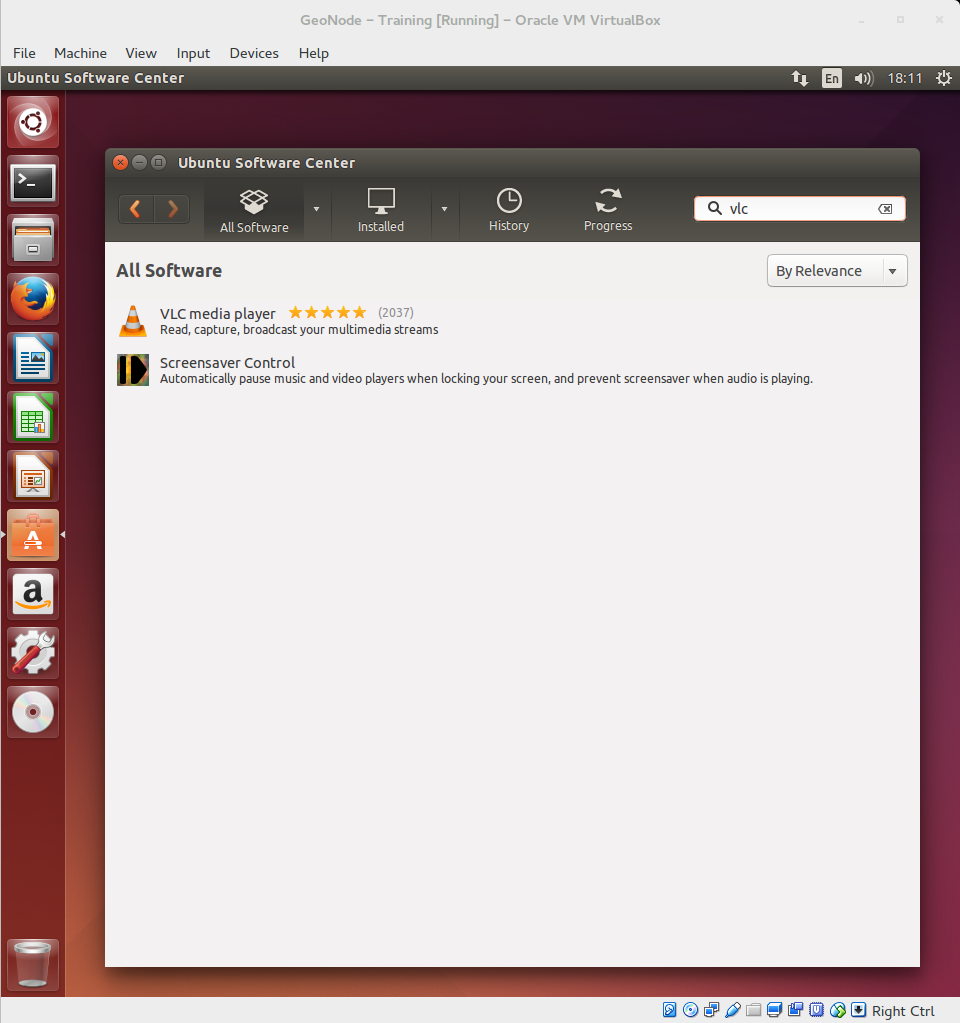 GeoNode – Training [Running] – Oracle VM VirtualBox
File Machine View Input Devices Help
Ubuntu Software Center En 18:11
Ubuntu Software Center
All Software Installed History Progress vlc
All Software By Relevance
VLC media player (2037)
Read, capture, broadcast your multimedia streams
Screensaver Control
Automatically pause music and video players when locking your screen, and prevent screensaver when audio is playing.
Right Ctrl